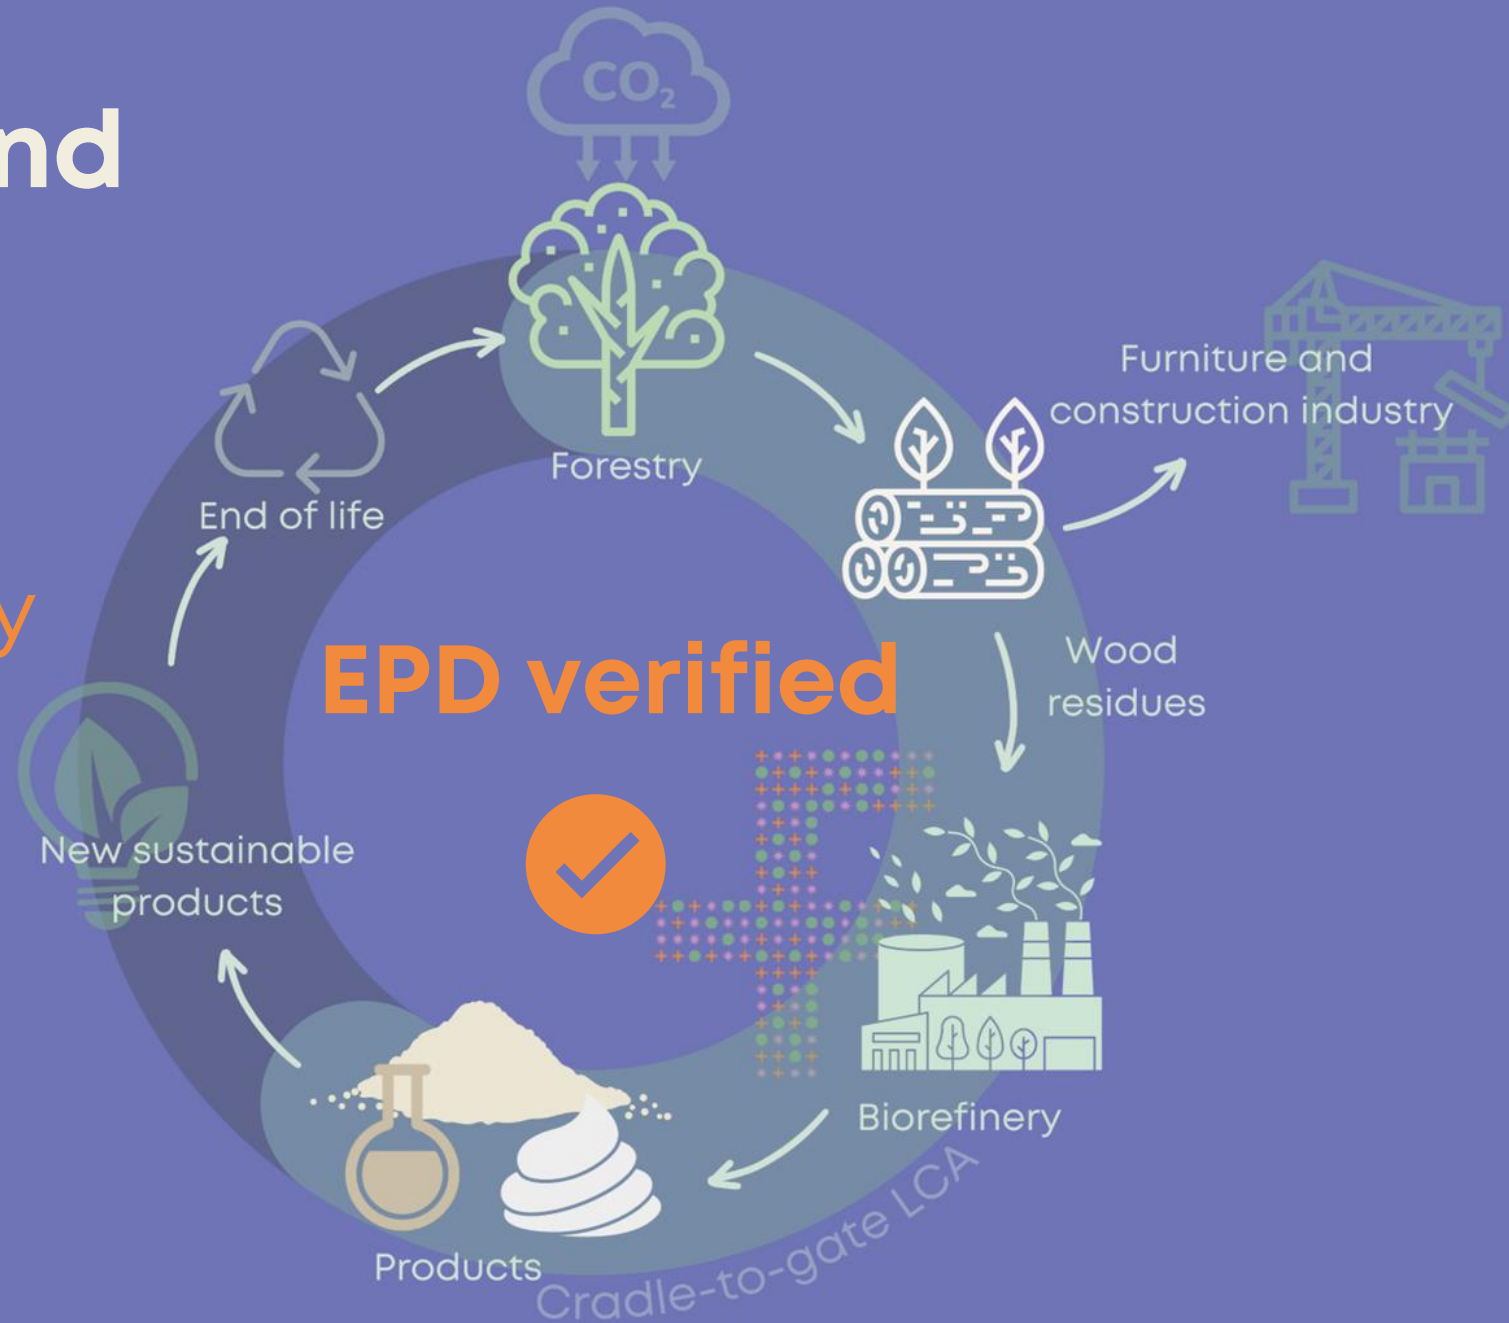 CO₂
nd
Furniture and
construction industry
Forestry
End of life
y
EPD verified
Wood
residues
New sustainable
products
Biorefinery
Products
Cradle-to-gate LCA